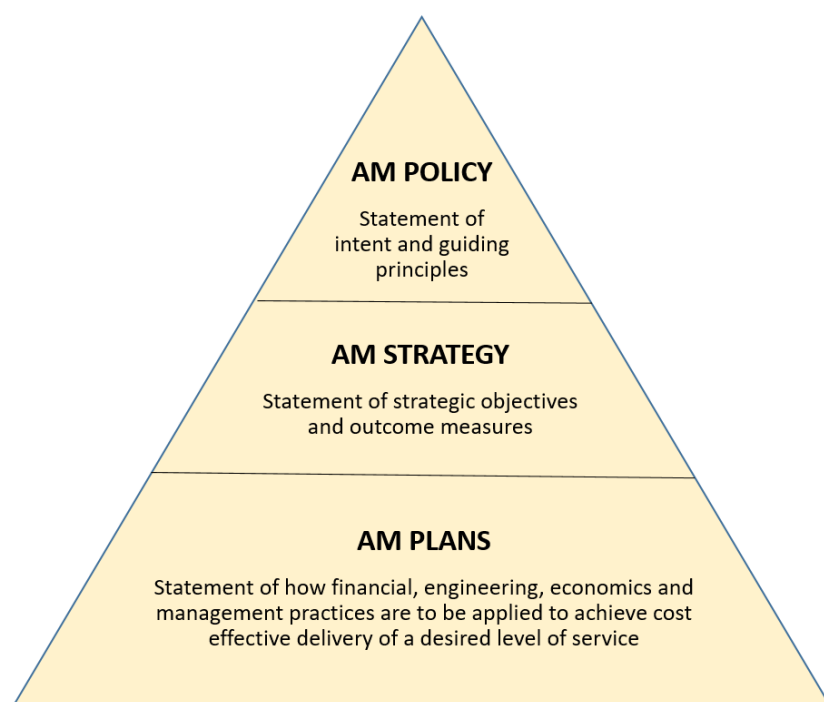 AM POLICY
Statement of
intent and guiding
principles
AM STRATEGY
Statement of strategic objectives
and outcome measures
AM PLANS
Statement of how financial, engineering, economics and
management practices are to be applied to achieve cost
effective delivery of a desired level of service